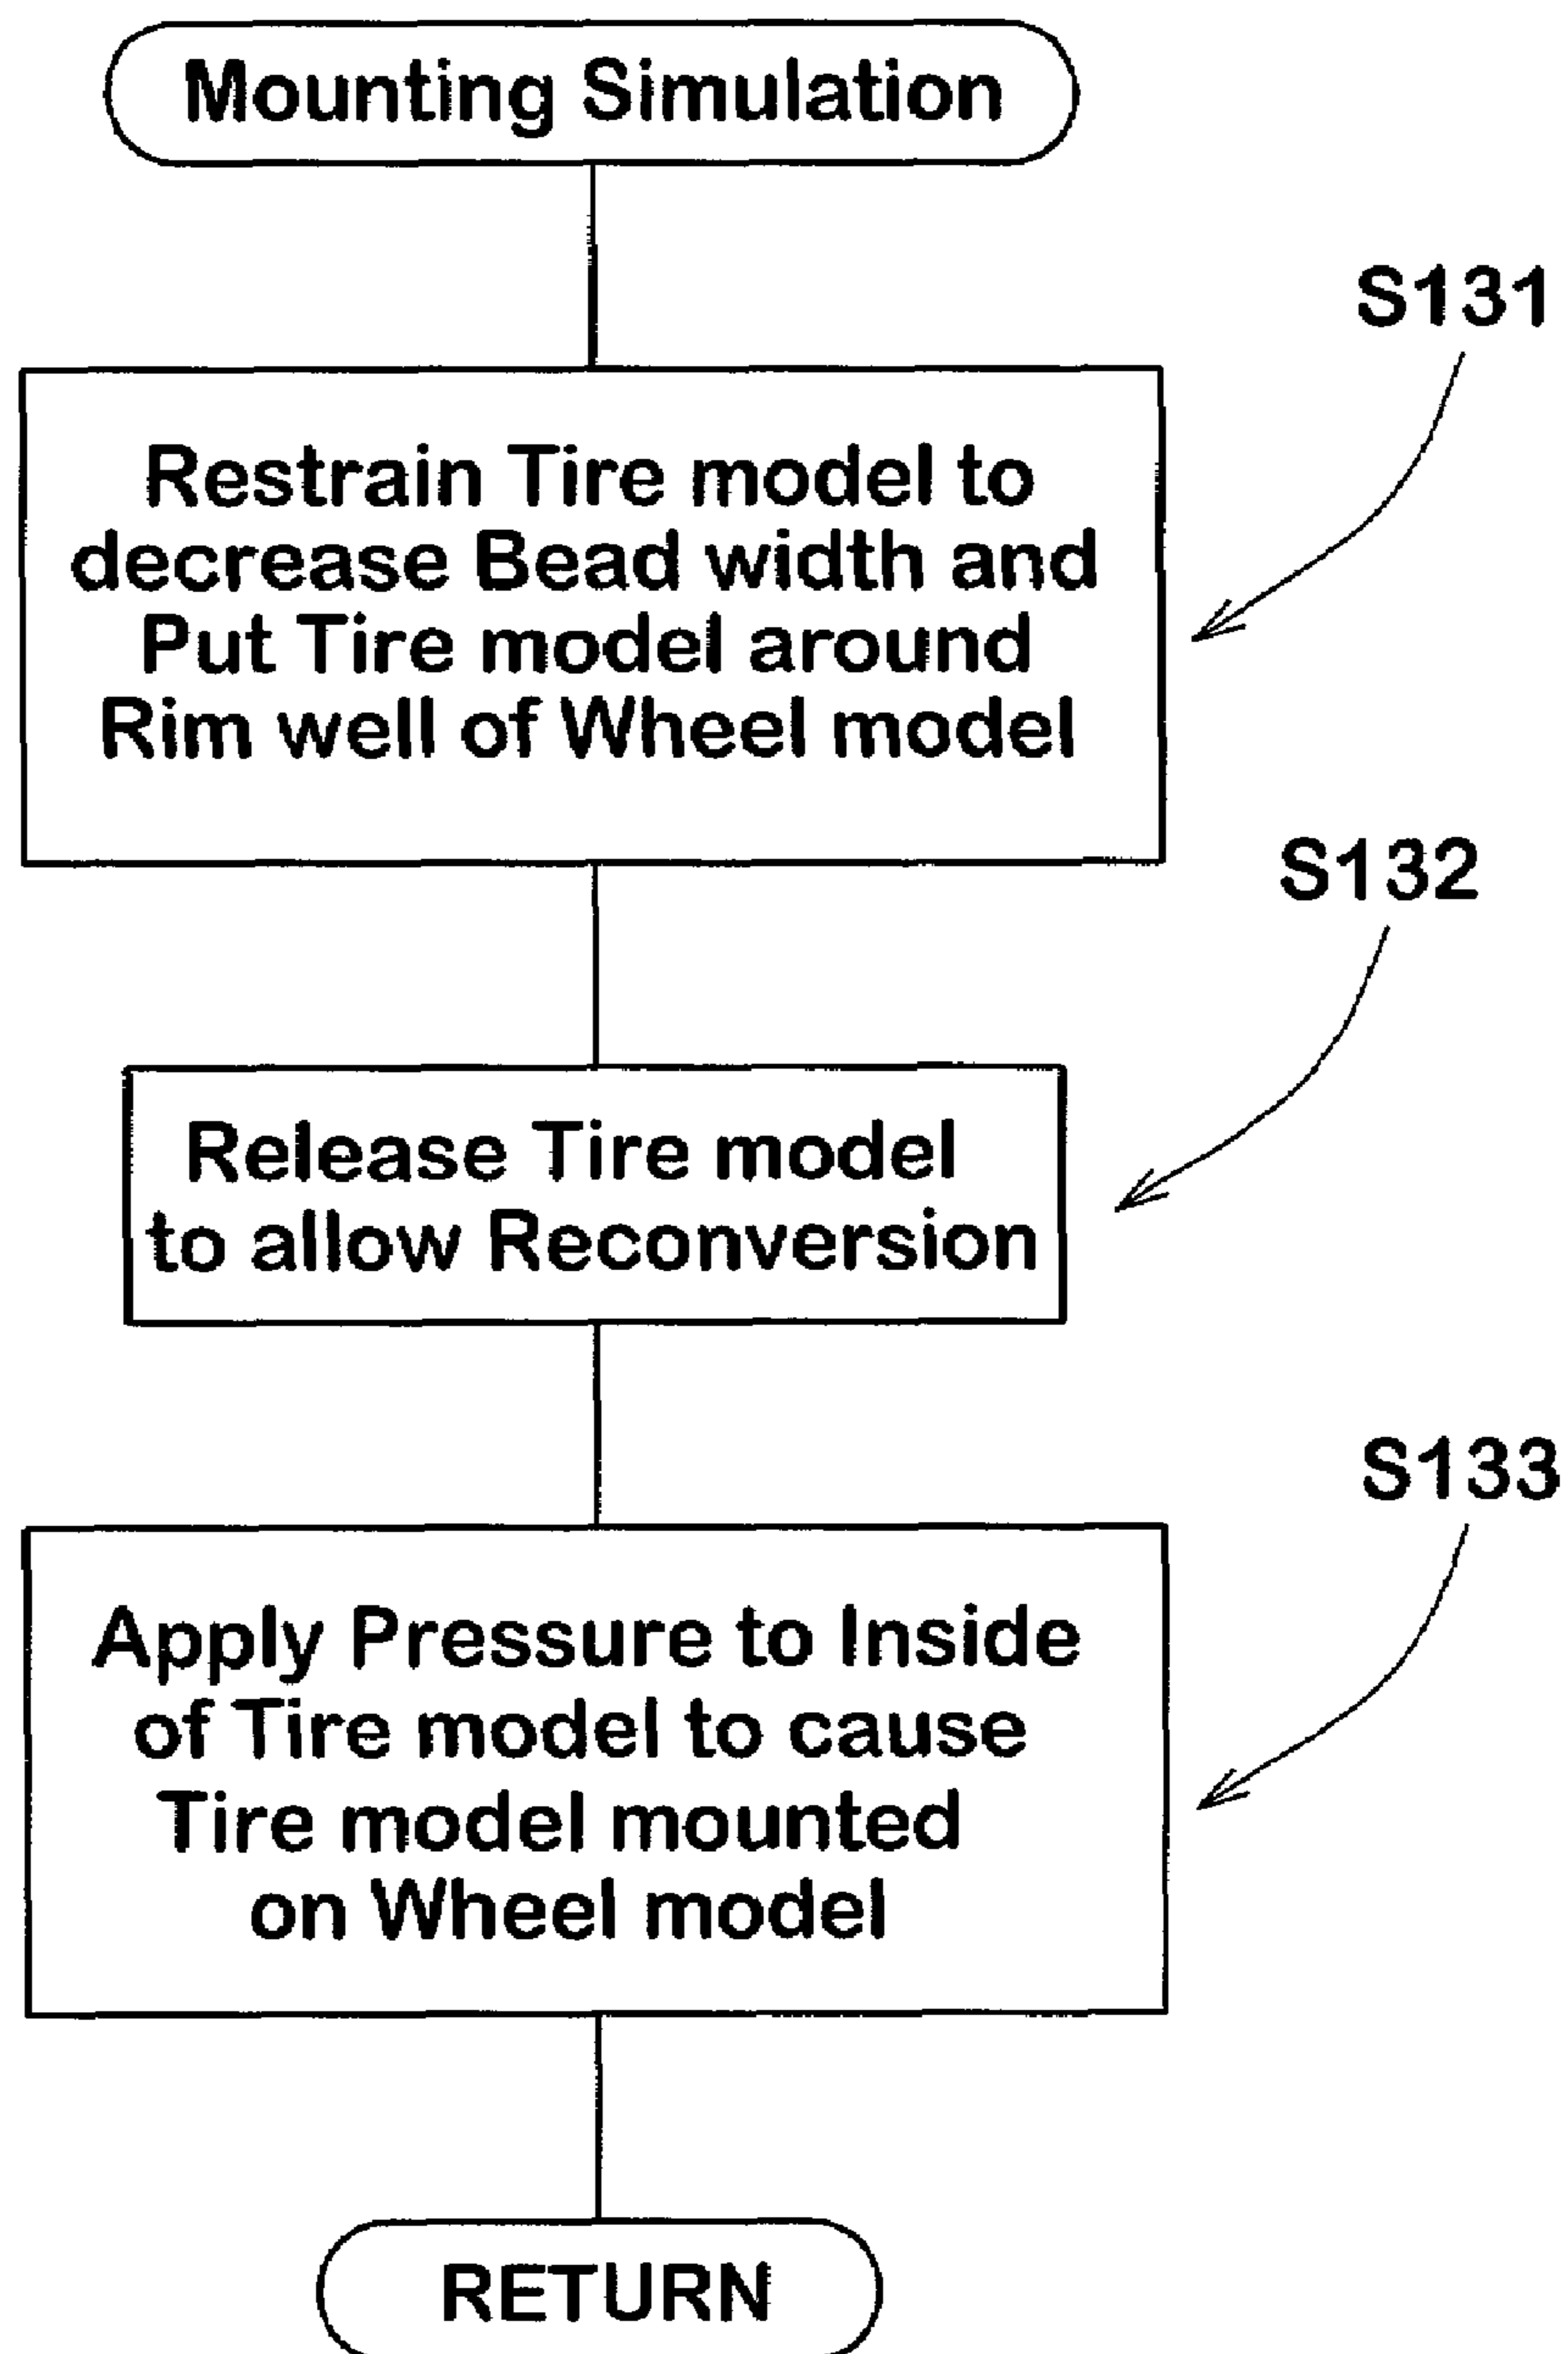 Mounting Simulation
S131
Restrain Tire model to
decrease Bead width and
Put Tire model around
Rim well of Wheel model
S132
Release Tire model
to allow Reconversion
S133
Apply Pressure to Inside
of Tire model to cause
Tire model mounted
on Wheel model
RETURN